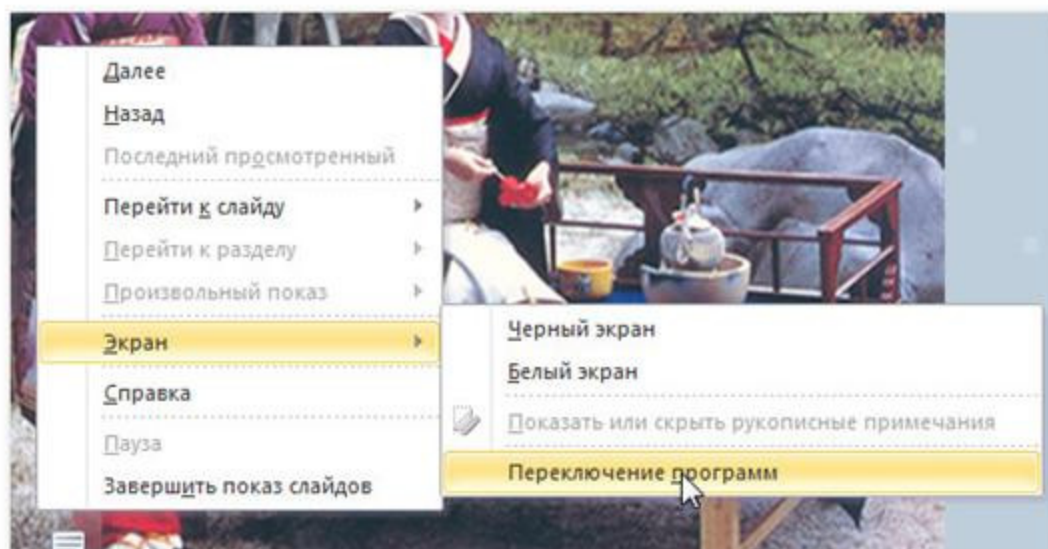 Далее
Назад
Последний просмотренный
Перейти к слайду
Перейти к разделу
Произвольный показ
Экран
Справка
Пауза
Завершить показ слайдов
Черный экран
Белый экран
Показать или скрыть рукописные примечания
Переключение программ